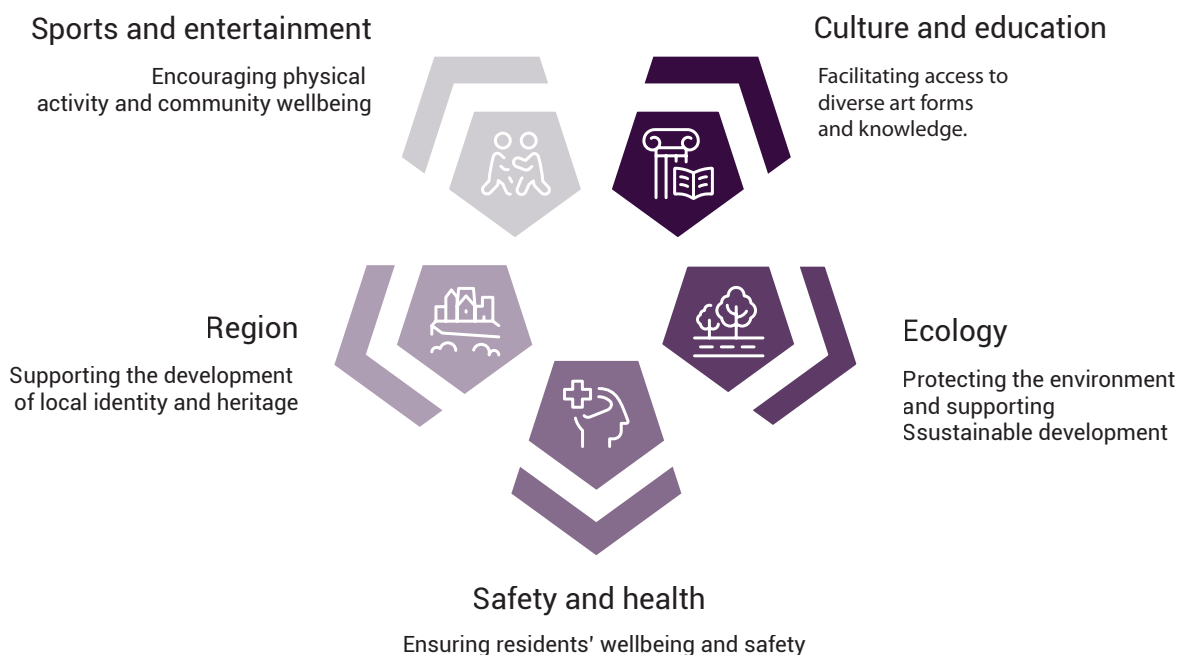 Sports and entertainment
Encouraging physical
activity and community wellbeing
Culture and education
Facilitating access to
diverse art forms
and knowledge.
Region
Supporting the development
of local identity and heritage
Ecology
Protecting the environment
and supporting
Ssustainable development
Safety and health
Ensuring residents' wellbeing and safety